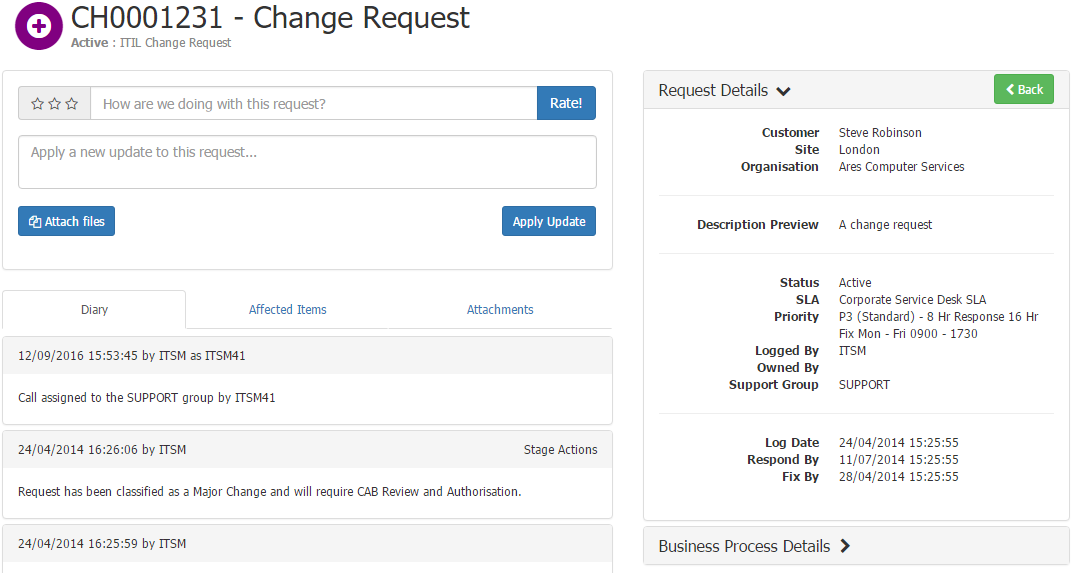 CH0001231 - Change Request
Active : ITIL Change Request
How are we doing with this request?
Rate!
Apply a new update to this request...
Attach files
Apply Update
Diary
Affected Items
Attachments
12/09/2016 15:53:45 by ITSM as ITSM41
Call assigned to the SUPPORT group by ITSM41
24/04/2014 16:26:06 by ITSM
Stage Actions
Request has been classified as a Major Change and will require CAB Review and Authorisation.
24/04/2014 16:25:59 by ITSM
Request Details
Back
Customer Steve Robinson
Site London
Organisation Ares Computer Services
Description Preview A change request
Status Active
SLA Corporate Service Desk SLA
Priority P3 (Standard) - 8 Hr Response 16 Hr
Fix Mon - Fri 0900 - 1730
Logged By ITSM
Owned By
Support Group SUPPORT
Log Date 24/04/2014 15:25:55
Respond By 11/07/2014 15:25:55
Fix By 28/04/2014 15:25:55
Business Process Details